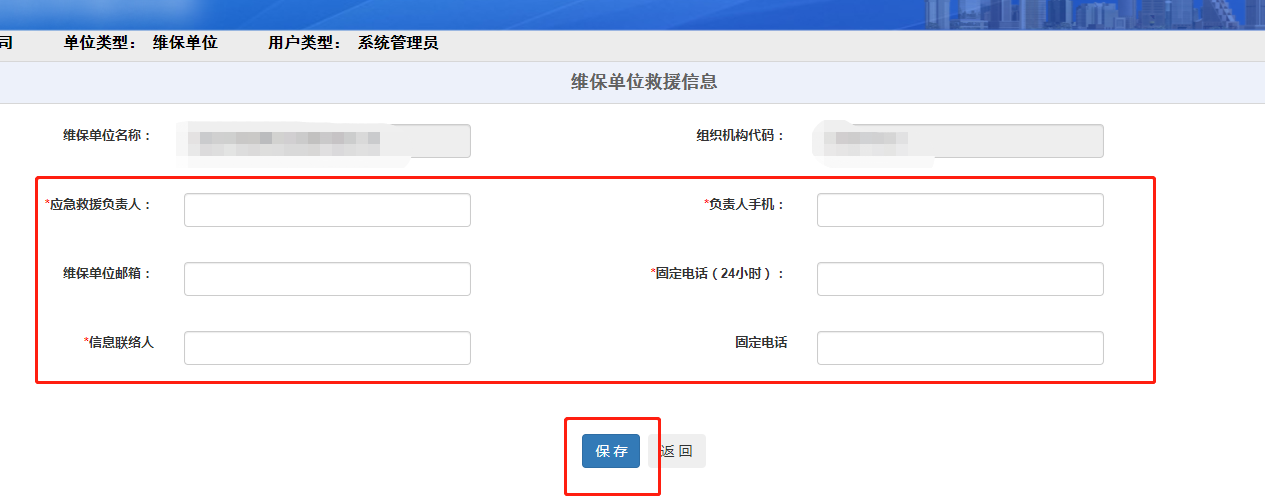 司 单位类型： 维保单位 用户类型： 系统管理员
维保单位救援信息
维保单位名称： 组织机构代码：
*应急救援负责人： *负责人手机：
维保单位邮箱： *固定电话（24小时）：
*信息联络人 固定电话
保 存 返 回